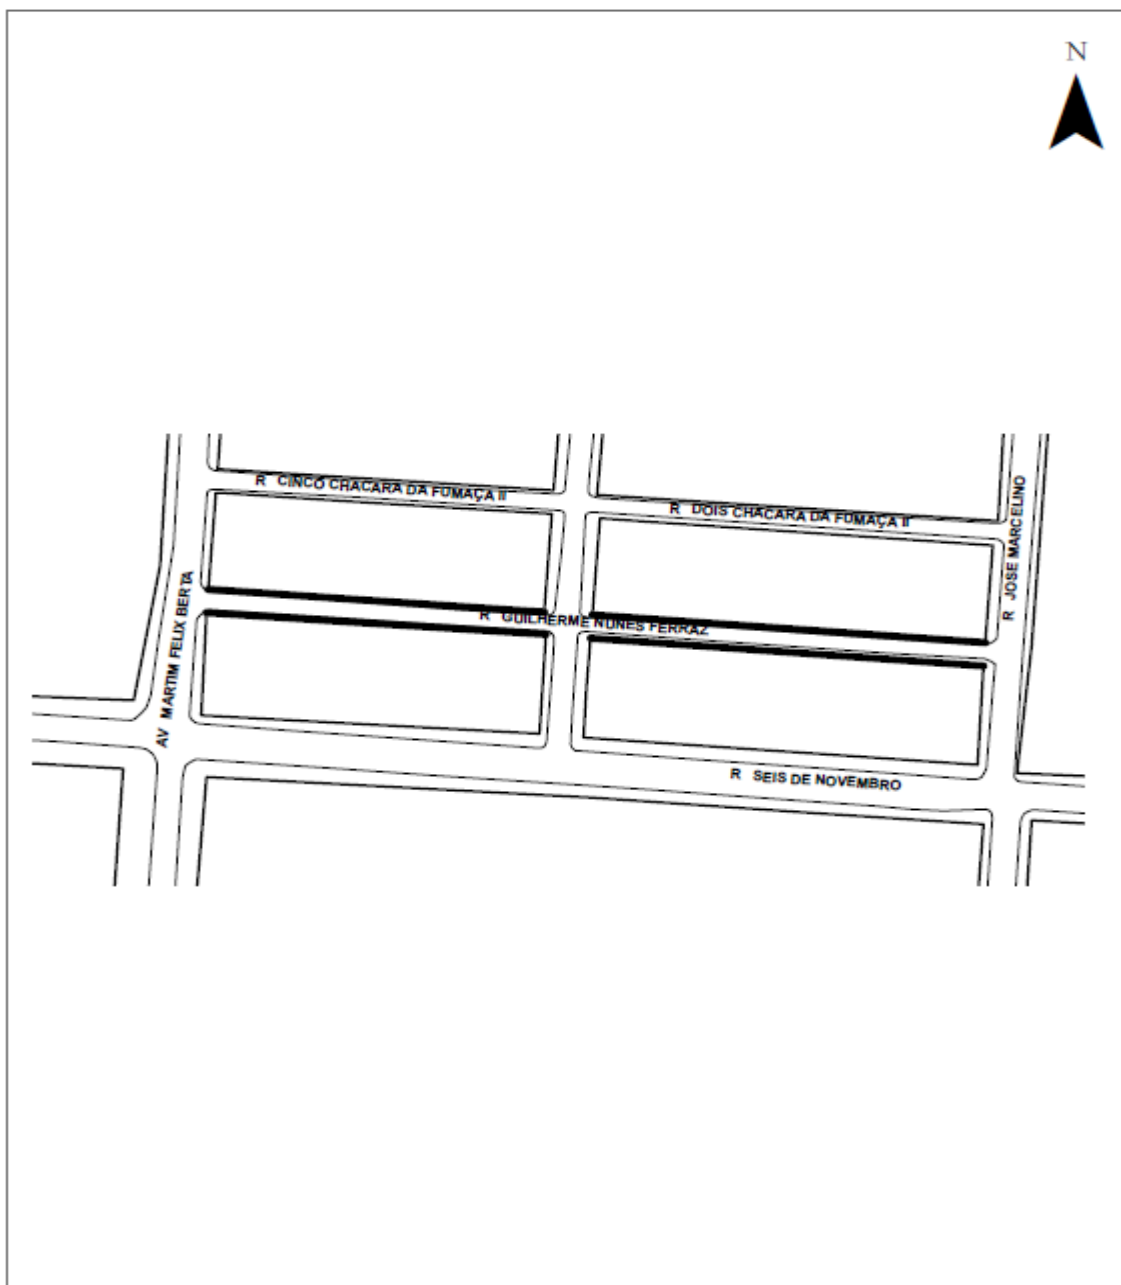 N
R CINCO CHACARA DA FUMAÇA II
R DOIS CHACARA DA FUMAÇA II
R JOSE MARCELINO
AV MARTIM FELIX BERTA
R GUILHERME NUNES FERRAZ
R SEIS DE NOVEMBRO